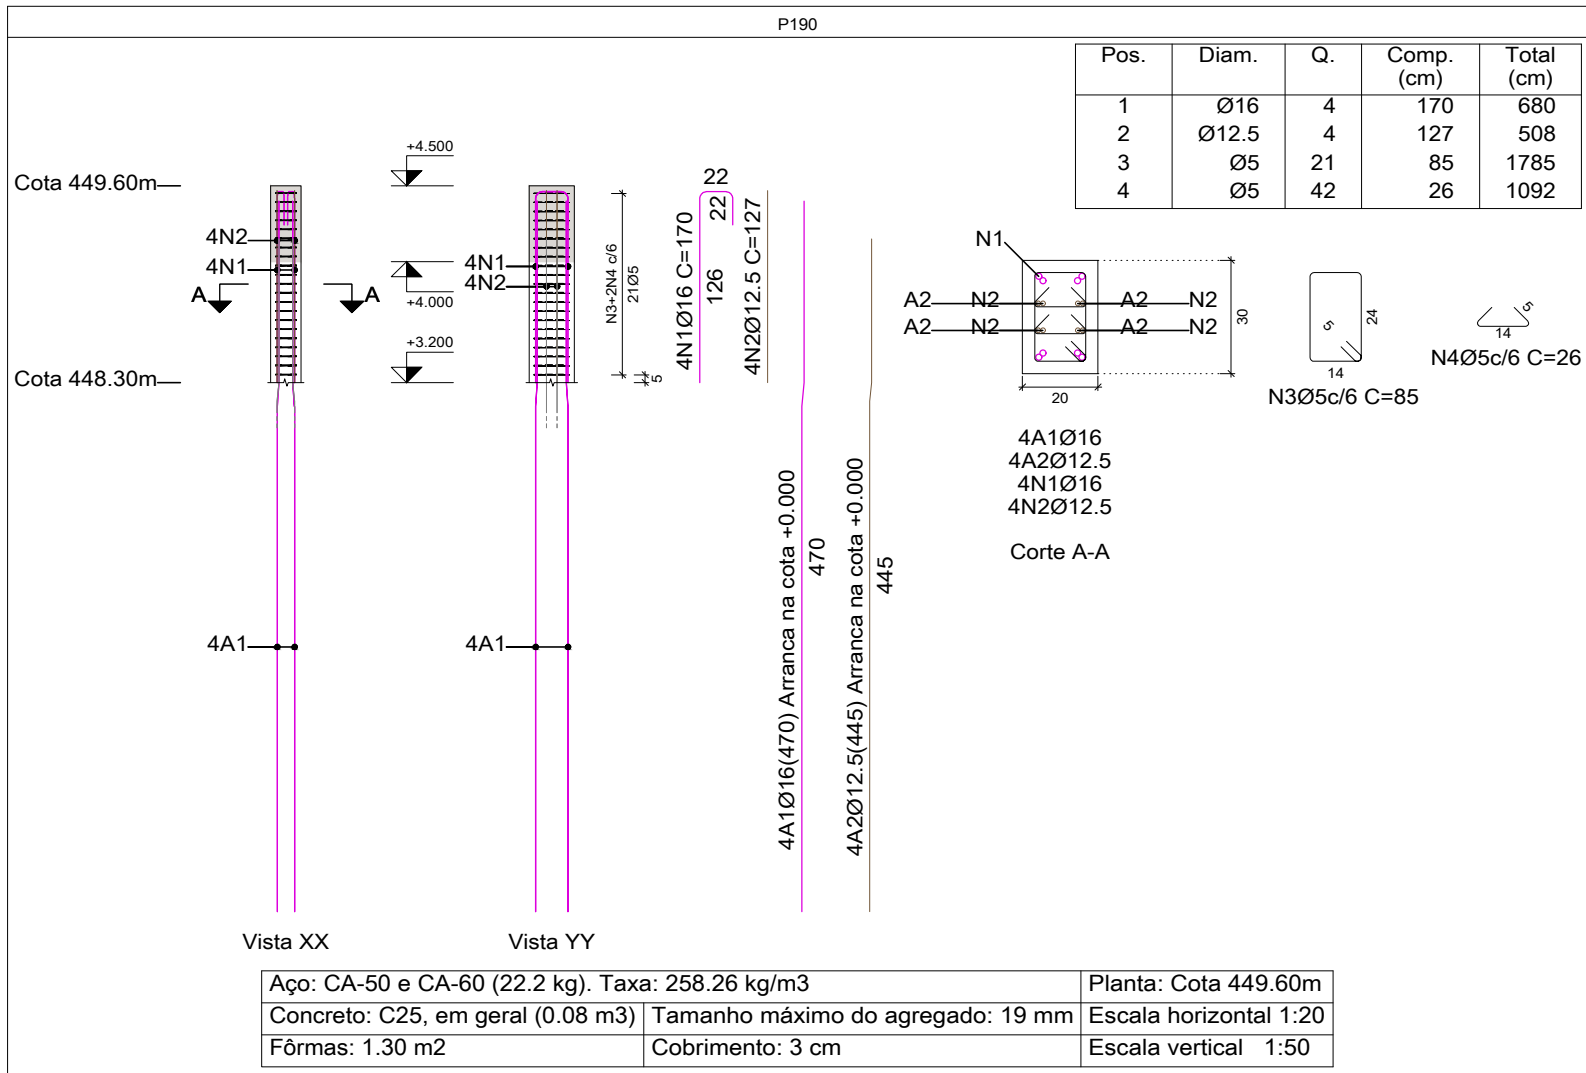 P190
Pos. Diam. Q. Comp. (cm) Total (cm)
1 Ø16 4 170 680
2 Ø12.5 4 127 508
3 Ø5 21 85 1785
4 Ø5 42 26 1092
Cota 449.60m
4N2
4N1
A A
Cota 448.30m
4A1
Vista XX
+4.500
+4.000
+3.200
4N1
4N2
4A1
Vista YY
N3+2N4 c/6
21Ø5
5
22
22
126
4N1Ø16 C=170
4N2Ø12.5 C=127
4A1Ø16(470) Arranca na cota +0.000
470
4A2Ø12.5(445) Arranca na cota +0.000
445
N1
A2 N2 A2 N2
A2 N2 A2 N2
30
20
4A1Ø16
4A2Ø12.5
4N1Ø16
4N2Ø12.5
Corte A-A
5
24
14
N3Ø5c/6 C=85
5
14
N4Ø5c/6 C=26
Aço: CA-50 e CA-60 (22.2 kg). Taxa: 258.26 kg/m3 Planta: Cota 449.60m
Concreto: C25, em geral (0.08 m3) Tamanho máximo do agregado: 19 mm Escala horizontal 1:20
Fôrmas: 1.30 m2 Cobrimento: 3 cm Escala vertical 1:50